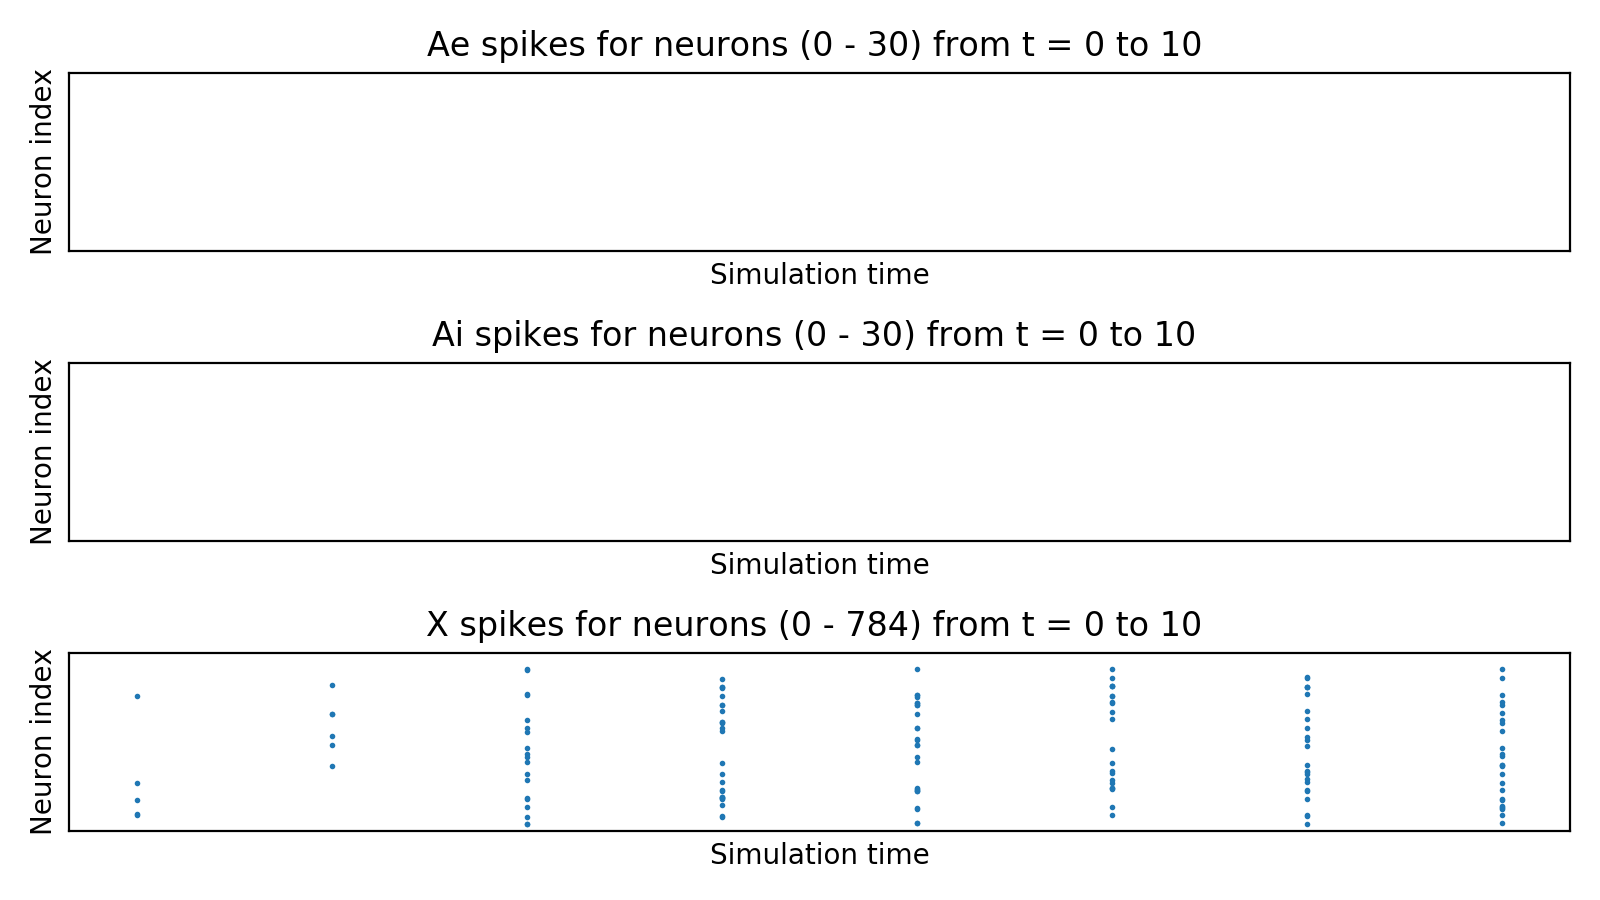 Ae spikes for neurons (0 - 30) from t = 0 to 10
Neuron index
Simulation time
Ai spikes for neurons (0 - 30) from t = 0 to 10
Neuron index
Simulation time
X spikes for neurons (0 - 784) from t = 0 to 10
Neuron index
Simulation time